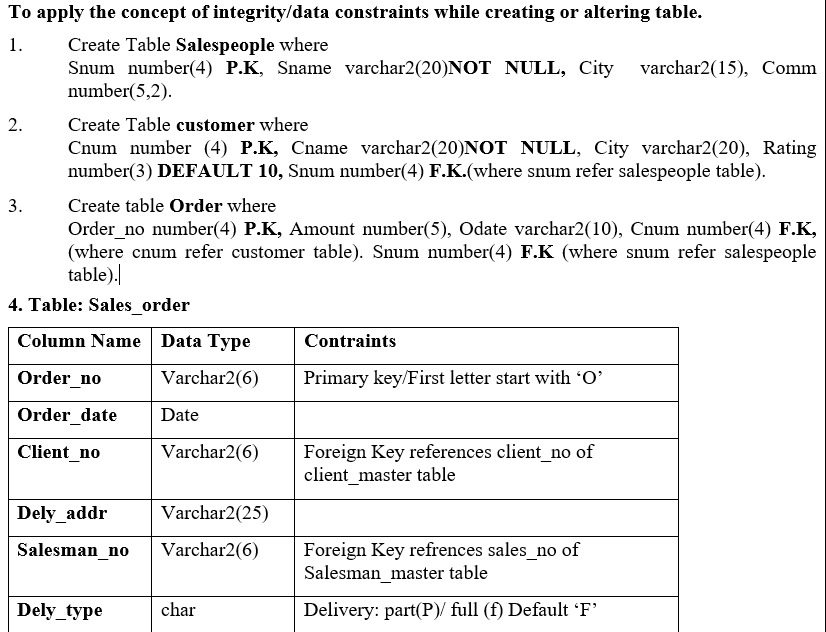 To apply the concept of integrity/data constraints while creating or altering table.
1. Create Table Salespeople where
Snum number(4) P.K, Sname varchar2(20)NOT NULL, City varchar2(15), Comm
number(5,2).
2. Create Table customer where
Cnum number (4) P.K, Cname varchar2(20)NOT NULL, City varchar2(20), Rating
number(3) DEFAULT 10, Snum number(4) F.K.(where snum refer salespeople table).
3. Create table Order where
Order_no number(4) P.K, Amount number(5), Odate varchar2(10), Cnum number(4) F.K,
(where cnum refer customer table). Snum number(4) F.K (where snum refer salespeople
table).
4. Table: Sales_order
Column Name Data Type Contraints
Order_no Varchar2(6) Primary key/First letter start with ‘O’
Order_date Date
Client_no Varchar2(6) Foreign Key references client_no of
client_master table
Dely_addr Varchar2(25)
Salesman_no Varchar2(6) Foreign Key refrences sales_no of
Salesman_master table
Dely_type char Delivery: part(P)/ full (f) Default ‘F’